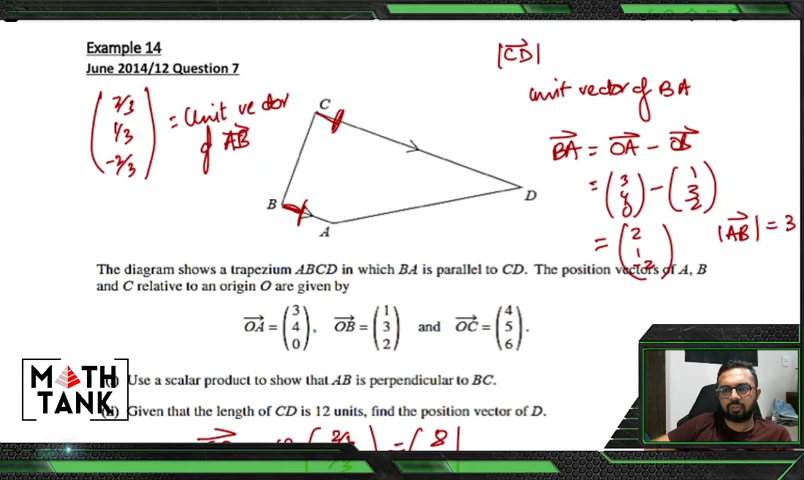 Example 14
June 2014/12 Question 7
|CD|
unit vector of BA
(2/3 1/3 -2/3) = unit vector of AB
BA = OA - OB
= (3 4 0) - (1 3 2)
= (2 1 -2)
|AB| = 3
C
B
A
D
The diagram shows a trapezium ABCD in which BA is parallel to CD. The position vectors of A, B
and C relative to an origin O are given by
OA = (3 4 0), OB = (1 3 2) and OC = (4 5 6).
Use a scalar product to show that AB is perpendicular to BC.
Given that the length of CD is 12 units, find the position vector of D.
= (8
MATH
TANK